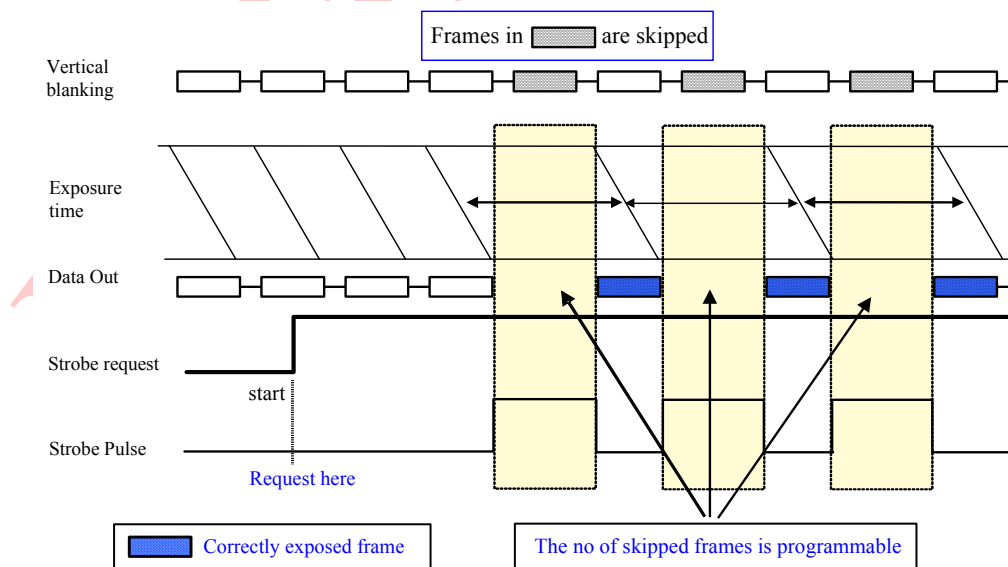 Frames in are skipped
Vertical
blanking
Exposure
time
Data Out
Strobe request
start
Strobe Pulse
Request here
Correctly exposed frame
The no of skipped frames is programmable